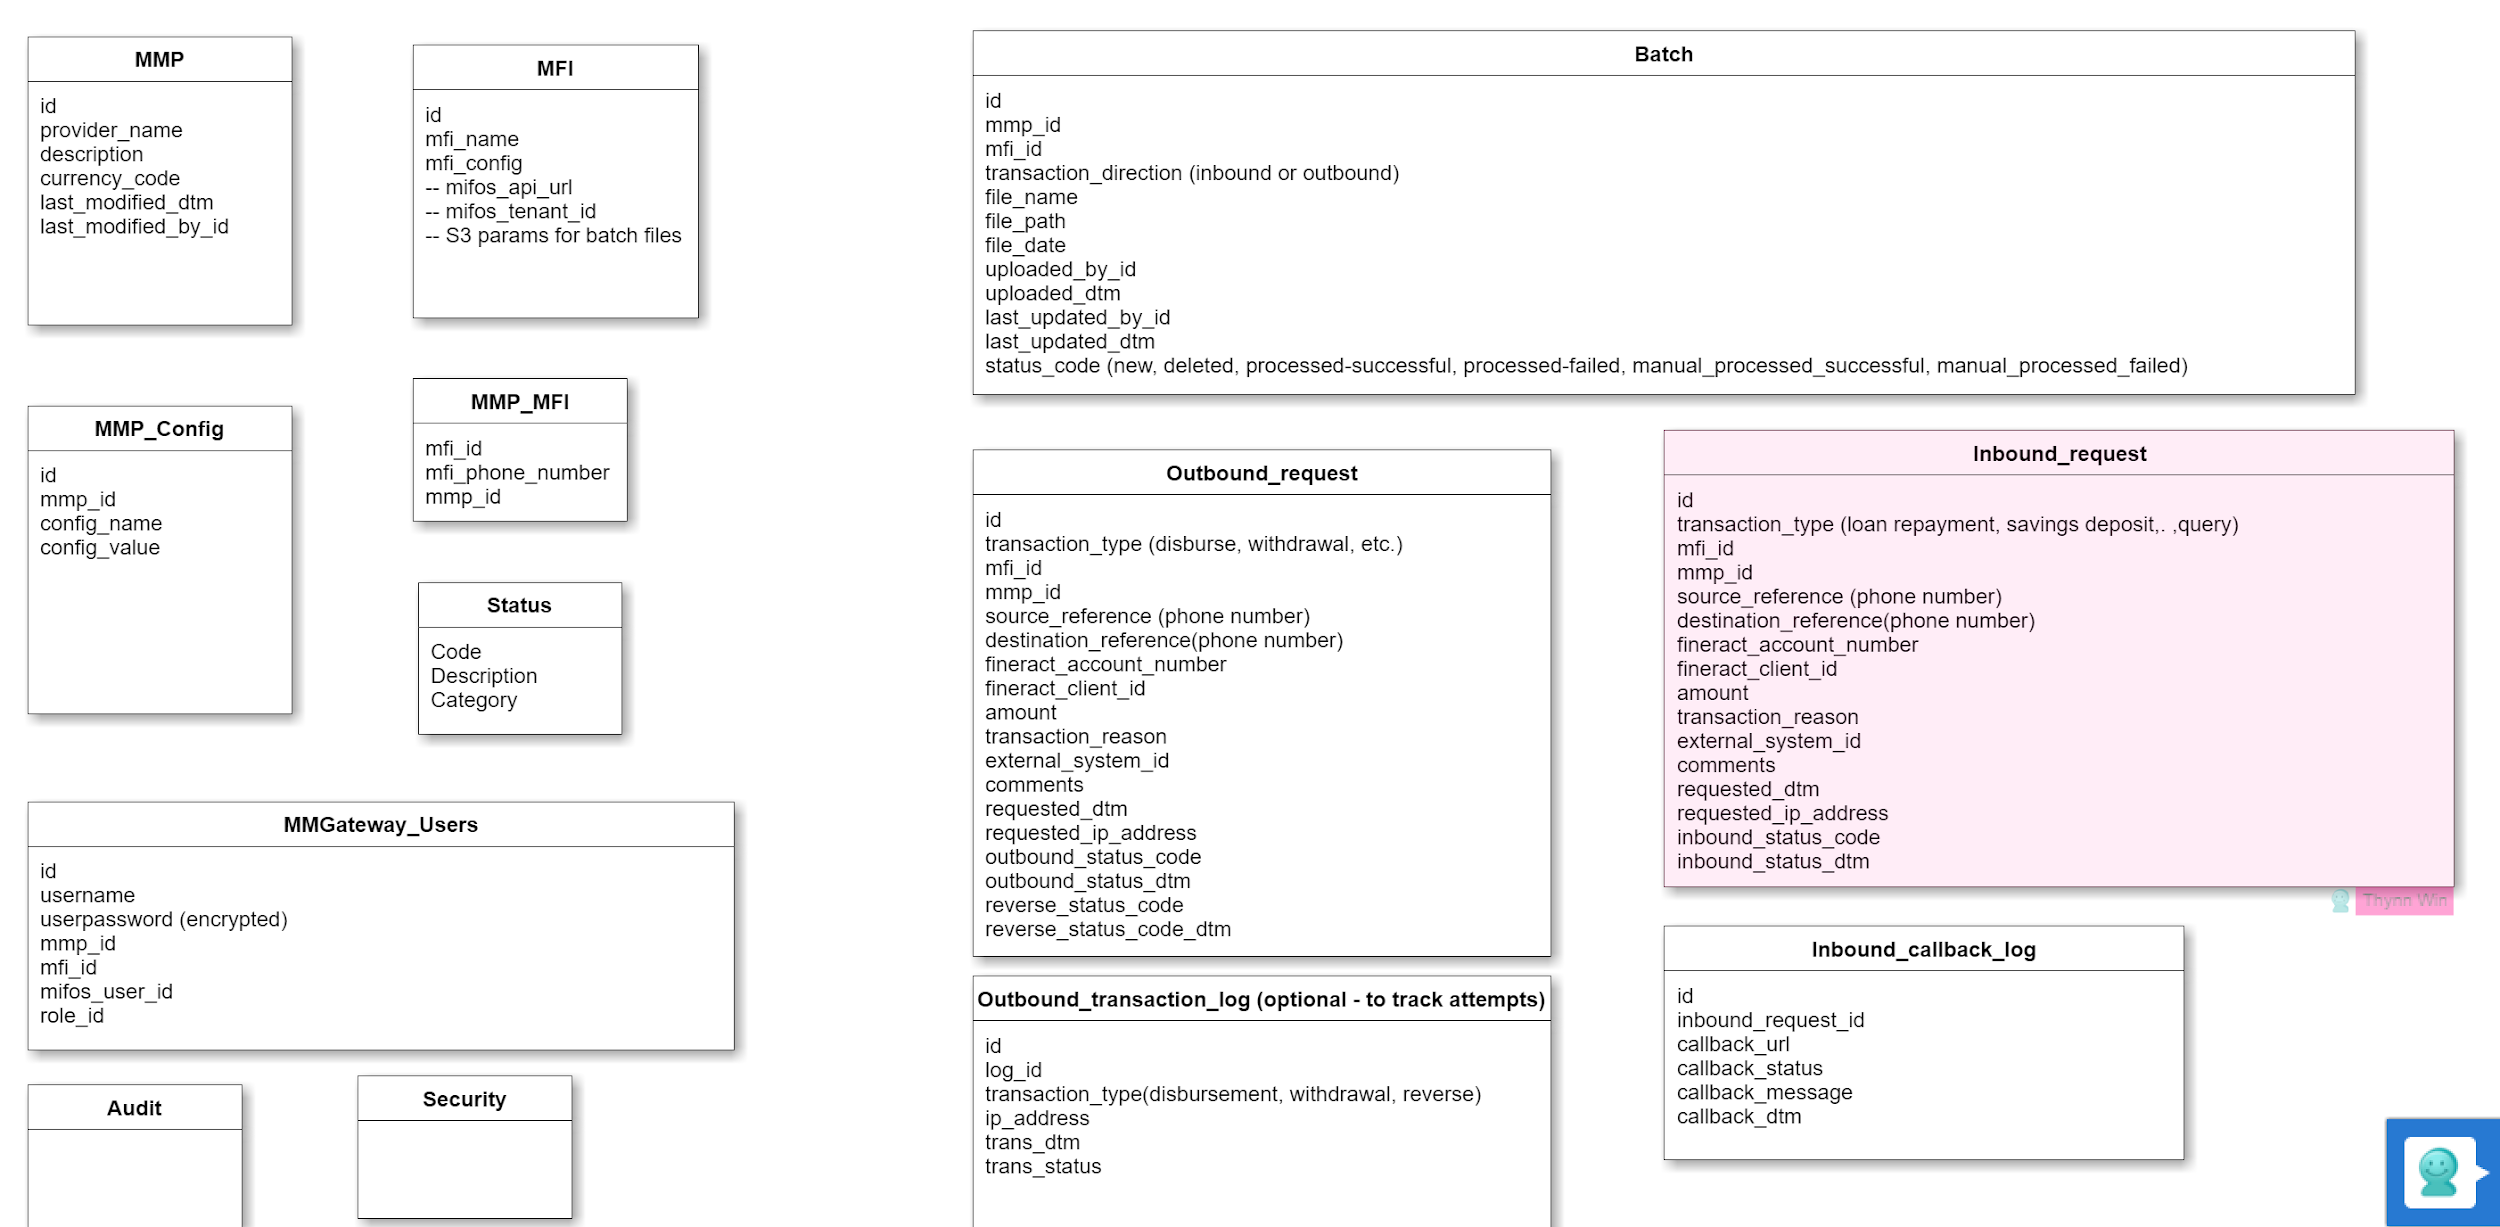 MMP
id
provider_name
description
currency_code
last_modified_dtm
last_modified_by_id
MFI
id
mfi_name
mfi_config
-- mifos_api_url
-- mifos_tenant_id
-- S3 params for batch files
Batch
id
mmp_id
mfi_id
transaction_direction (inbound or outbound)
file_name
file_path
file_date
uploaded_by_id
uploaded_dtm
last_updated_by_id
last_updated_dtm
status_code (new, deleted, processed-successful, processed-failed, manual_processed_successful, manual_processed_failed)
MMP_Config
id
mmp_id
config_name
config_value
MMP_MFI
mfi_id
mfi_phone_number
mmp_id
Status
Code
Description
Category
Outbound_request
id
transaction_type (disburse, withdrawal, etc.)
mfi_id
mmp_id
source_reference (phone number)
destination_reference(phone number)
fineract_account_number
fineract_client_id
amount
transaction_reason
external_system_id
comments
requested_dtm
requested_ip_address
outbound_status_code
outbound_status_dtm
reverse_status_code
reverse_status_code_dtm
Inbound_request
id
transaction_type (loan repayment, savings deposit,. ,query)
mfi_id
mmp_id
source_reference (phone number)
destination_reference(phone number)
fineract_account_number
fineract_client_id
amount
transaction_reason
external_system_id
comments
requested_dtm
requested_ip_address
inbound_status_code
inbound_status_dtm
Thynn Win
MMGateway_Users
id
username
userpassword (encrypted)
mmp_id
mfi_id
mifos_user_id
role_id
Outbound_transaction_log (optional - to track attempts)
id
log_id
transaction_type(disbursement, withdrawal, reverse)
ip_address
trans_dtm
trans_status
Inbound_callback_log
id
inbound_request_id
callback_url
callback_status
callback_message
callback_dtm
Audit
Security